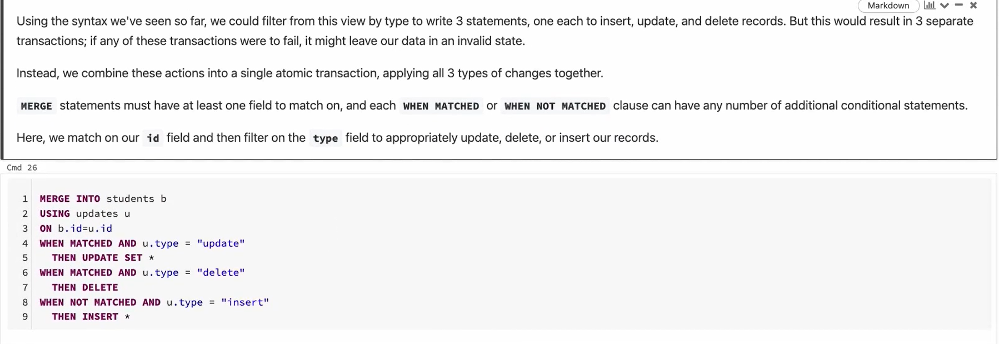 Markdown
Using the syntax we've seen so far, we could filter from this view by type to write 3 statements, one each to insert, update, and delete records. But this would result in 3 separate
transactions; if any of these transactions were to fail, it might leave our data in an invalid state.
Instead, we combine these actions into a single atomic transaction, applying all 3 types of changes together.
MERGE statements must have at least one field to match on, and each WHEN MATCHED or WHEN NOT MATCHED clause can have any number of additional conditional statements.
Here, we match on our id field and then filter on the type field to appropriately update, delete, or insert our records.
Cmd 26
1 MERGE INTO students b
2 USING updates u
3 ON b.id=u.id
4 WHEN MATCHED AND u.type = "update"
5   THEN UPDATE SET *
6 WHEN MATCHED AND u.type = "delete"
7   THEN DELETE
8 WHEN NOT MATCHED AND u.type = "insert"
9   THEN INSERT *